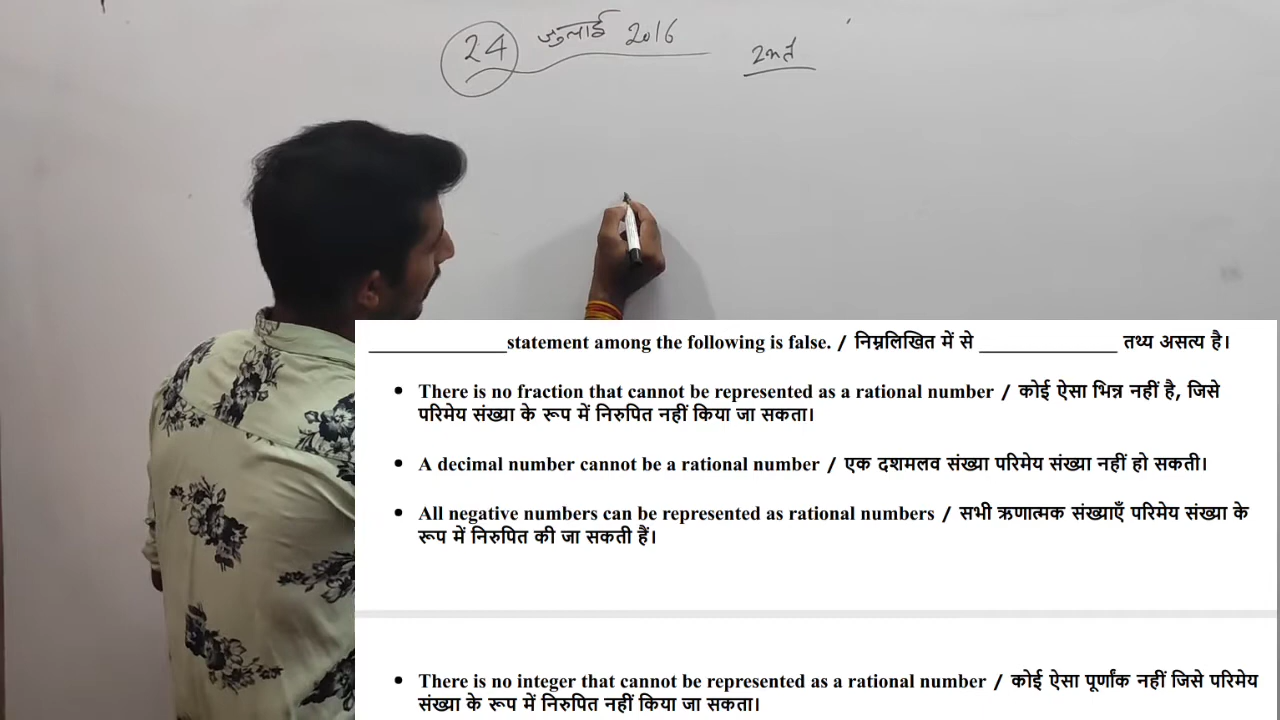 24 जुलाई 2016 2nd
_______________statement among the following is false. / निम्नलिखित में से _______________ तथ्य असत्य है।
• There is no fraction that cannot be represented as a rational number / कोई ऐसा भिन्न नहीं है, जिसे
परिमेय संख्या के रूप में निरुपित नहीं किया जा सकता।
• A decimal number cannot be a rational number / एक दशमलव संख्या परिमेय संख्या नहीं हो सकती।
• All negative numbers can be represented as rational numbers / सभी ऋणात्मक संख्याएँ परिमेय संख्या के
रूप में निरुपित की जा सकती हैं।
• There is no integer that cannot be represented as a rational number / कोई ऐसा पूर्णांक नहीं जिसे परिमेय
संख्या के रूप में निरुपित नहीं किया जा सकता।